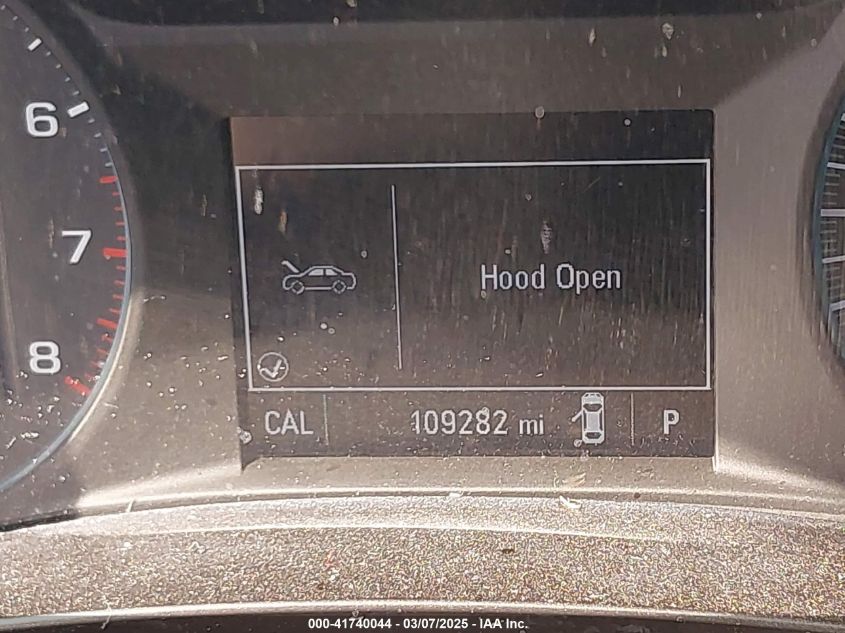 6
7
8
Hood Open
CAL 109282 mi P
000-41740044 - 03/07/2025 - IAA Inc.